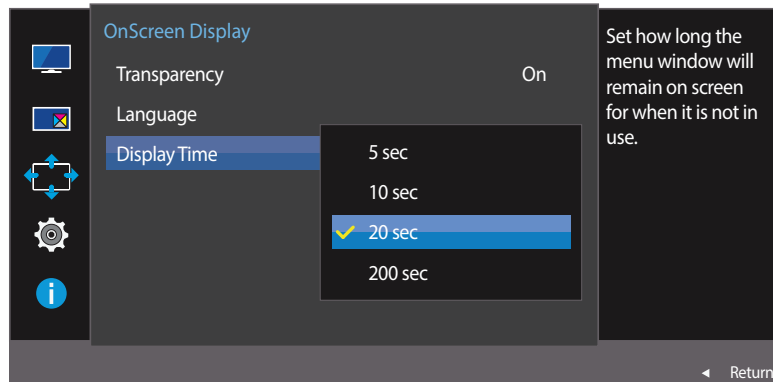 OnScreen Display
Transparency On
Language
Display Time
5 sec
10 sec
20 sec
200 sec
Set how long the
menu window will
remain on screen
for when it is not in
use.
i
Return